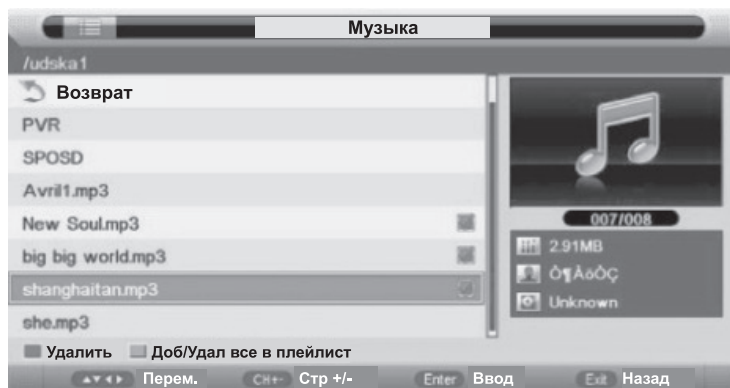 Музыка
/udska1
Возврат
PVR
SPOSD
Avril1.mp3
New Soul.mp3
big big world.mp3
shanghaitan.mp3
she.mp3
007/008
2.91MB
Ò¶ÀöÒÇ
Unknown
Удалить Доб/Удал все в плейлист
Перем. CH+- Стр +/- Enter Ввод Exit Назад